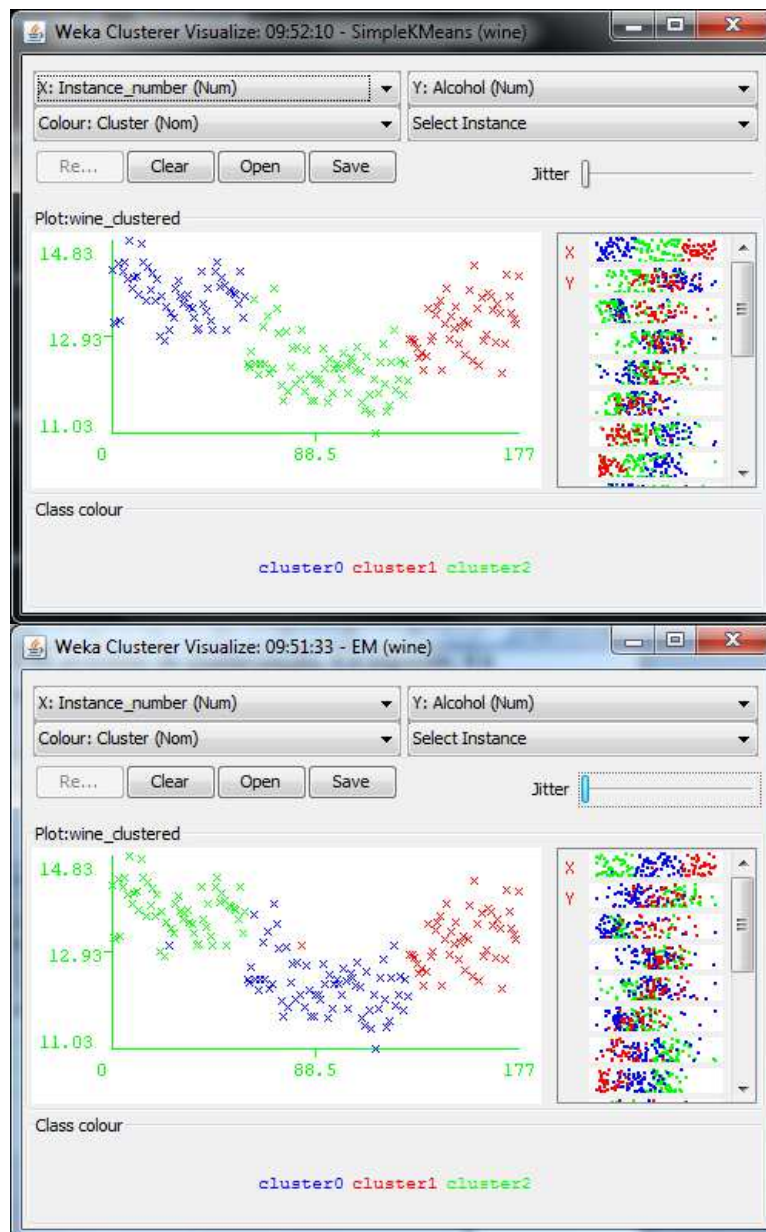 Weka Clusterer Visualize: 09:52:10 - SimpleKMeans (wine)
X: Instance_number (Num) Y: Alcohol (Num)
Colour: Cluster (Nom) Select Instance
Re... Clear Open Save Jitter
Plot:wine_clustered
14.83
12.93
11.03
0 88.5 177
X
Y
Class colour
cluster0 cluster1 cluster2
Weka Clusterer Visualize: 09:51:33 - EM (wine)
X: Instance_number (Num) Y: Alcohol (Num)
Colour: Cluster (Nom) Select Instance
Re... Clear Open Save Jitter
Plot:wine_clustered
14.83
12.93
11.03
0 88.5 177
X
Y
Class colour
cluster0 cluster1 cluster2